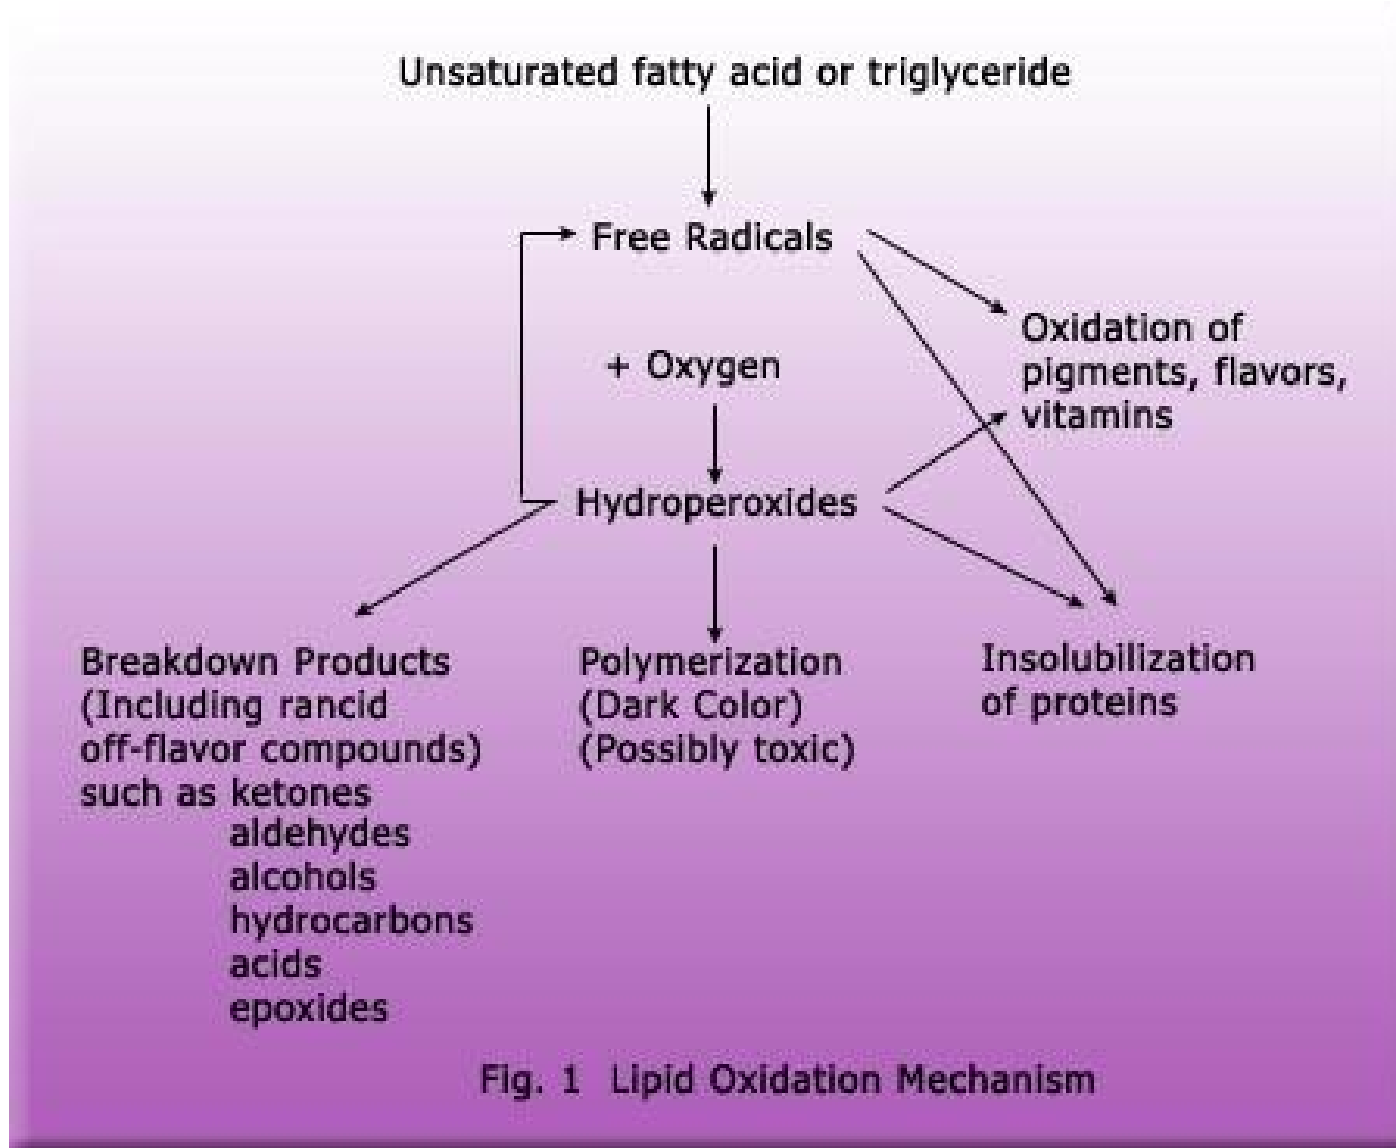 Unsaturated fatty acid or triglyceride
Free Radicals
Oxidation of
pigments, flavors,
vitamins
+ Oxygen
Hydroperoxides
Breakdown Products
(Including rancid
off-flavor compounds)
such as ketones
aldehydes
alcohols
hydrocarbons
acids
epoxides
Polymerization
(Dark Color)
(Possibly toxic)
Insolubilization
of proteins
Fig. 1 Lipid Oxidation Mechanism